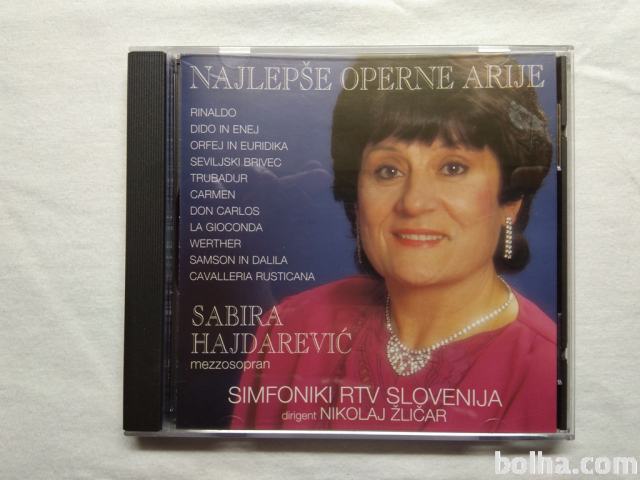 NAJLEPŠE OPERNE ARIJE
RINALDO
DIDO IN ENEJ
ORFEJ IN EURIDIKA
SEVILJSKI BRIVEC
TRUBADUR
CARMEN
DON CARLOS
LA GIOCONDA
WERTHER
SAMSON IN DALILA
CAVALLERIA RUSTICANA
SABIRA
HAJDAREVIĆ
mezzosopran
SIMFONIKI RTV SLOVENIJA
dirigent NIKOLAJ ŽLIČAR
bolha.com